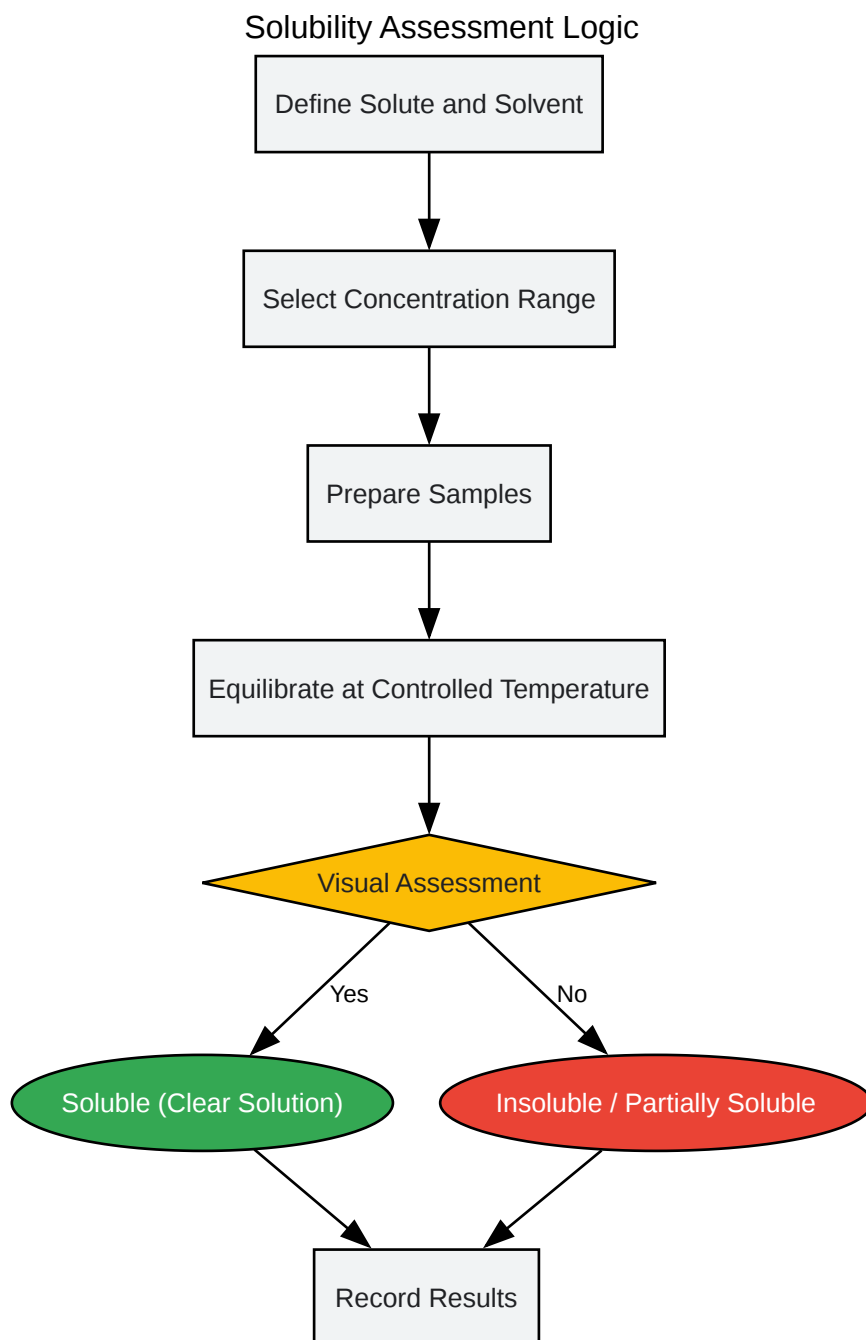 Solubility Assessment Logic
Define Solute and Solvent
Select Concentration Range
Prepare Samples
Equilibrate at Controlled Temperature
Visual Assessment
Yes
No
Soluble (Clear Solution)
Insoluble / Partially Soluble
Record Results